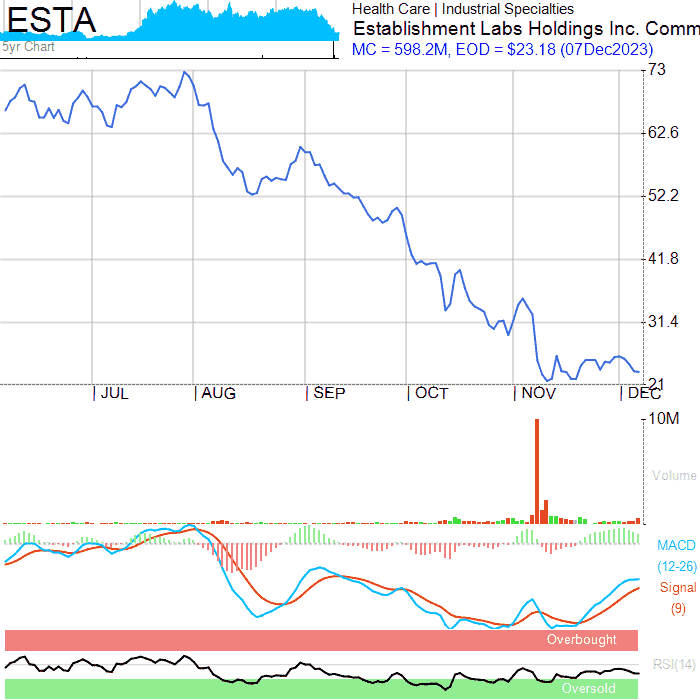 ESTA
5yr Chart
Health Care | Industrial Specialties
Establishment Labs Holdings Inc. Comm
MC = 598.2M, EOD = $23.18 (07Dec2023)
73
62.6
52.2
41.8
31.4
21
JUL AUG SEP OCT NOV DEC
10M
Volume
MACD
(12-26)
Signal
(9)
Overbought
RSI(14)
Oversold